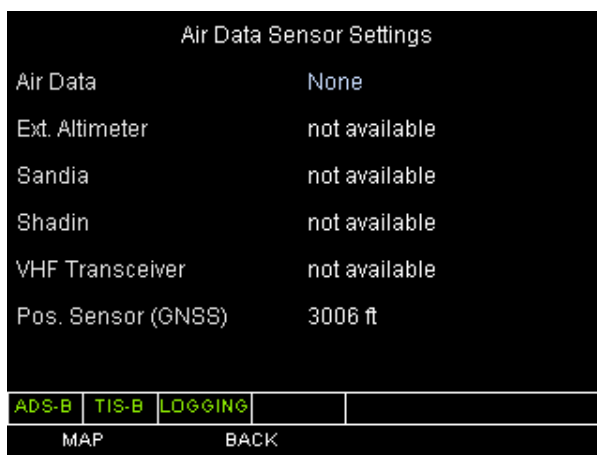 Air Data Sensor Settings
Air Data None
Ext. Altimeter not available
Sandia not available
Shadin not available
VHF Transceiver not available
Pos. Sensor (GNSS) 3006 ft
ADS-B TIS-B LOGGING
MAP BACK